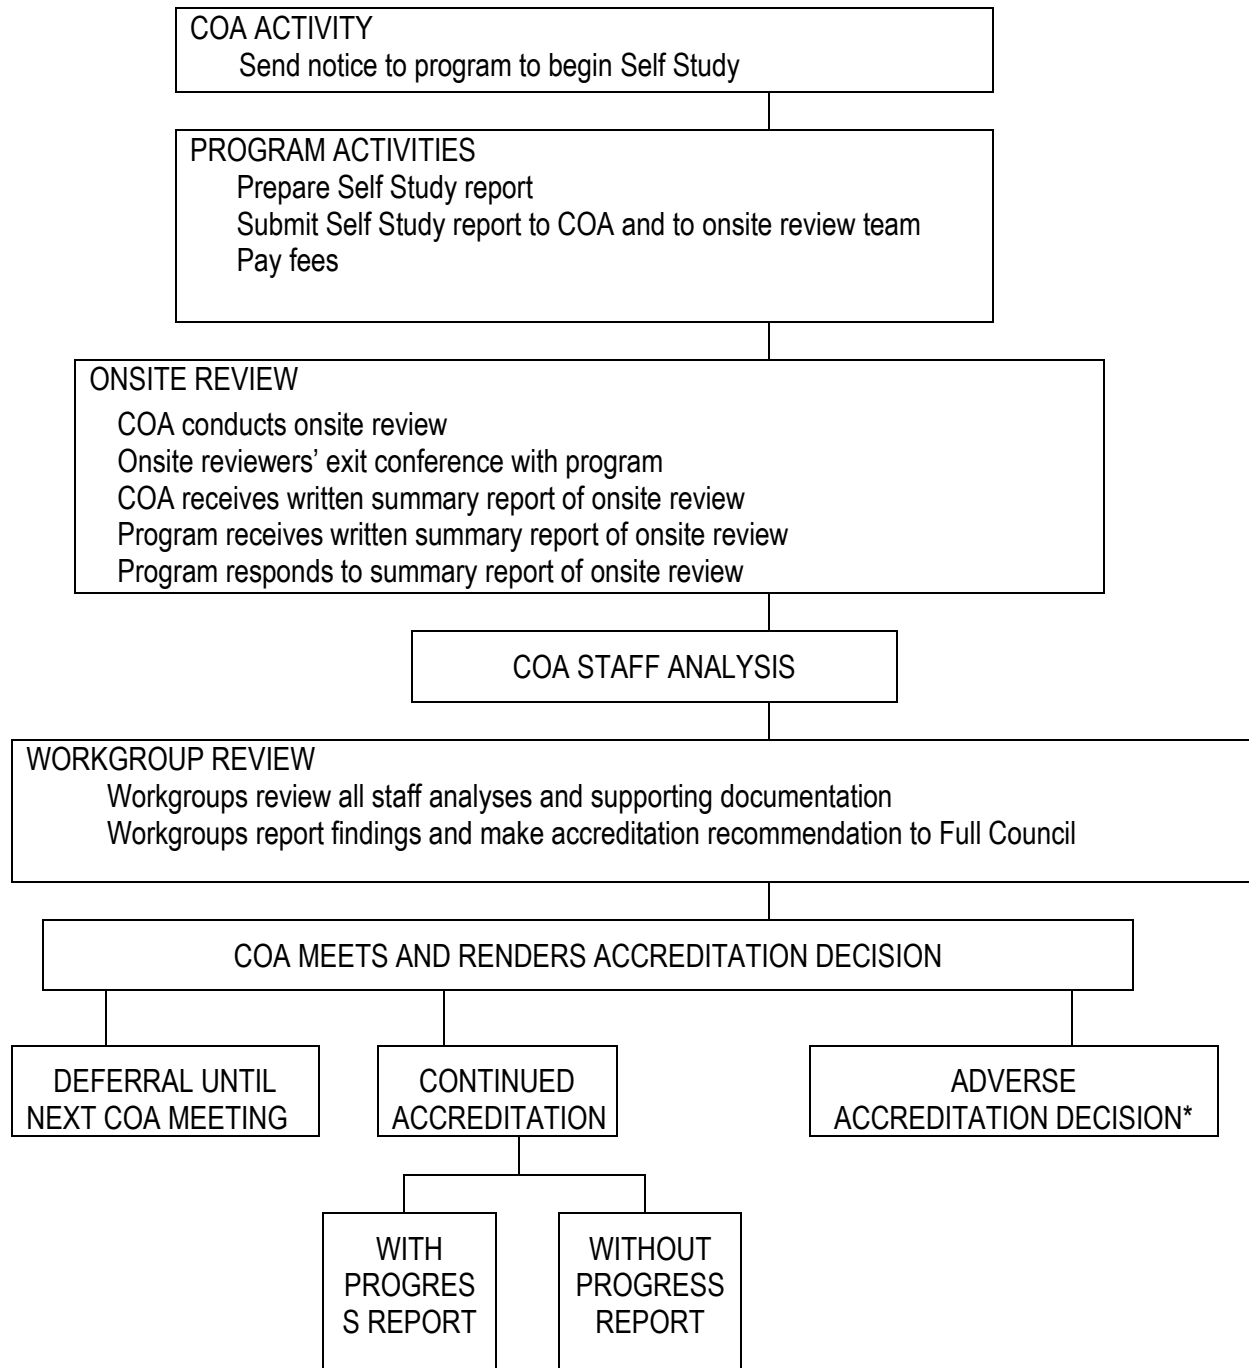 COA ACTIVITY
Send notice to program to begin Self Study
PROGRAM ACTIVITIES
Prepare Self Study report
Submit Self Study report to COA and to onsite review team
Pay fees
ONSITE REVIEW
COA conducts onsite review
Onsite reviewers’ exit conference with program
COA receives written summary report of onsite review
Program receives written summary report of onsite review
Program responds to summary report of onsite review
COA STAFF ANALYSIS
WORKGROUP REVIEW
Workgroups review all staff analyses and supporting documentation
Workgroups report findings and make accreditation recommendation to Full Council
COA MEETS AND RENDERS ACCREDITATION DECISION
DEFERRAL UNTIL
NEXT COA MEETING
CONTINUED
ACCREDITATION
ADVERSE
ACCREDITATION DECISION*
WITH
PROGRES
S REPORT
WITHOUT
PROGRESS
REPORT